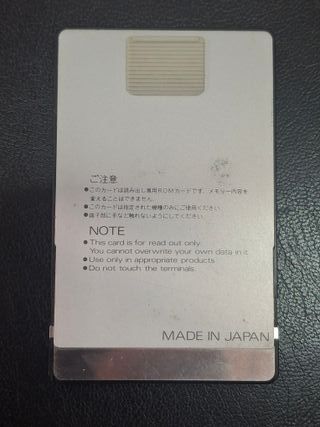 ご注意
●このカードは読み出し専用ROMカードです。メモリー内容を
変えることはできません。
●このカードは指定された機種のみにご使用ください。
●端子部に手など触れないようにしてください。
NOTE
●This card is for read out only.
You cannot overwrite your own data in it.
●Use only in appropriate products.
●Do not touch the terminals.
MADE IN JAPAN